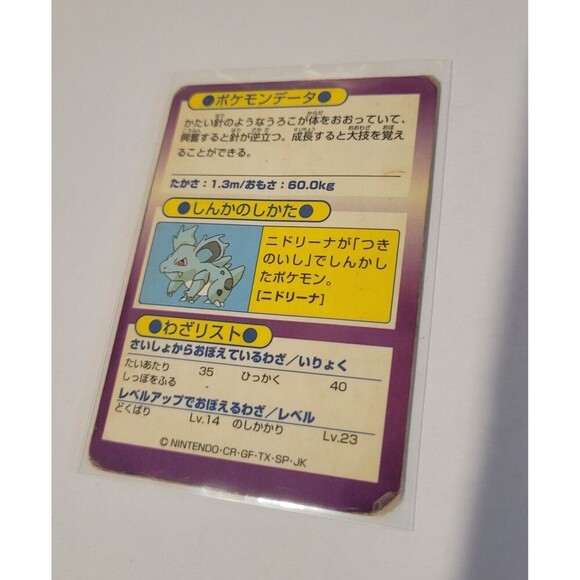 ポケモンデータ
かたい針のようなうろこが体をおおっていて、
興奮すると針が逆立つ。成長すると大技を覚え
ることができる。
たかさ：1.3m/おもさ：60.0kg
しんかのしかた
ニドリーナが「つき
のいし」でしんかし
たポケモン。
[ニドリーナ]
わざリスト
さいしょからおぼえているわざ／いりょく
たいあたり 35 ひっかく 40
しっぽをふる
レベルアップでおぼえるわざ／レベル
どくばり Lv.14 のしかかり Lv.23
©NINTENDO・CR・GF・TX・SP・JK